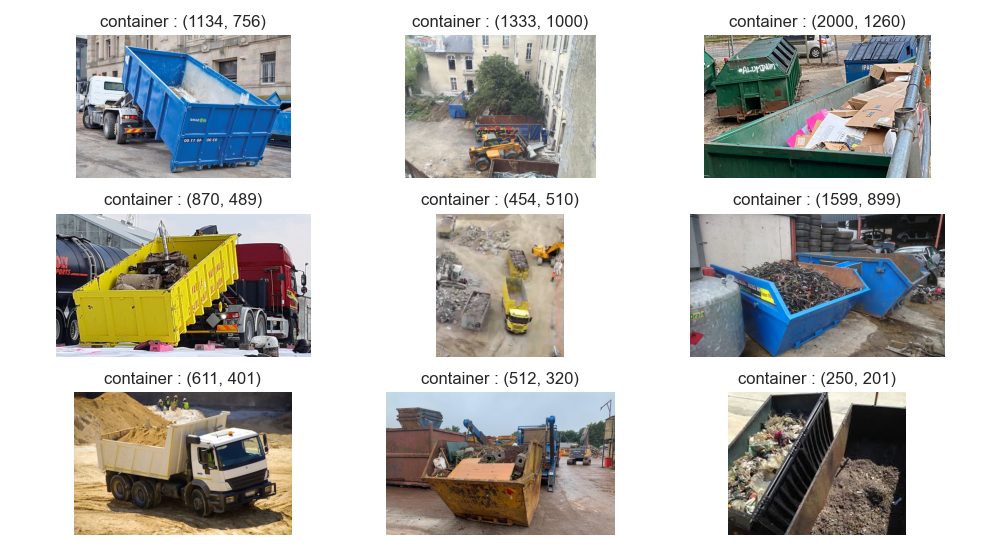 container : (1134, 756)
container : (1333, 1000)
container : (2000, 1260)
container : (870, 489)
container : (454, 510)
container : (1599, 899)
container : (611, 401)
container : (512, 320)
container : (250, 201)